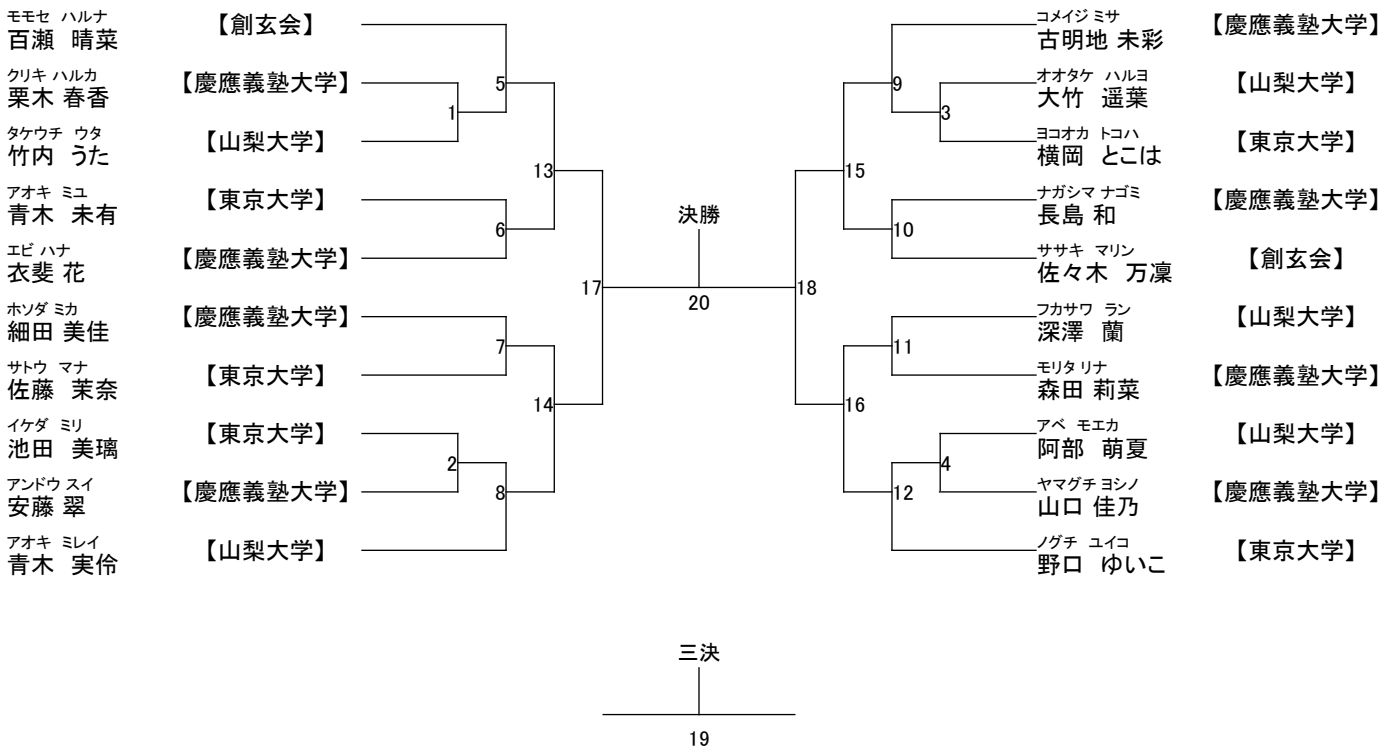 モモセ ハルナ
百瀬 晴菜 【創玄会】
クリキ ハルカ
栗木 春香 【慶應義塾大学】
タケウチ ウタ
竹内 うた 【山梨大学】
アオキ ミユ
青木 未有 【東京大学】
エビ ハナ
衣斐 花 【慶應義塾大学】
ホソダ ミカ
細田 美佳 【慶應義塾大学】
サトウ マナ
佐藤 茉奈 【東京大学】
イケダ ミリ
池田 美璃 【東京大学】
アンドウ スイ
安藤 翠 【慶應義塾大学】
アオキ ミレイ
青木 実伶 【山梨大学】
1
2
5
6
7
8
13
14
17
決勝
20
18
15
16
9
10
11
12
3
4
コメイジ ミサ
古明地 未彩 【慶應義塾大学】
オオタケ ハルヨ
大竹 遥葉 【山梨大学】
ヨコオカ トコハ
横岡 とこは 【東京大学】
ナガシマ ナゴミ
長島 和 【慶應義塾大学】
ササキ マリン
佐々木 万凜 【創玄会】
フカサワ ラン
深澤 蘭 【山梨大学】
モリタ リナ
森田 莉菜 【慶應義塾大学】
アベ モエカ
阿部 萌夏 【山梨大学】
ヤマグチ ヨシノ
山口 佳乃 【慶應義塾大学】
ノグチ ユイコ
野口 ゆいこ 【東京大学】
三決
19